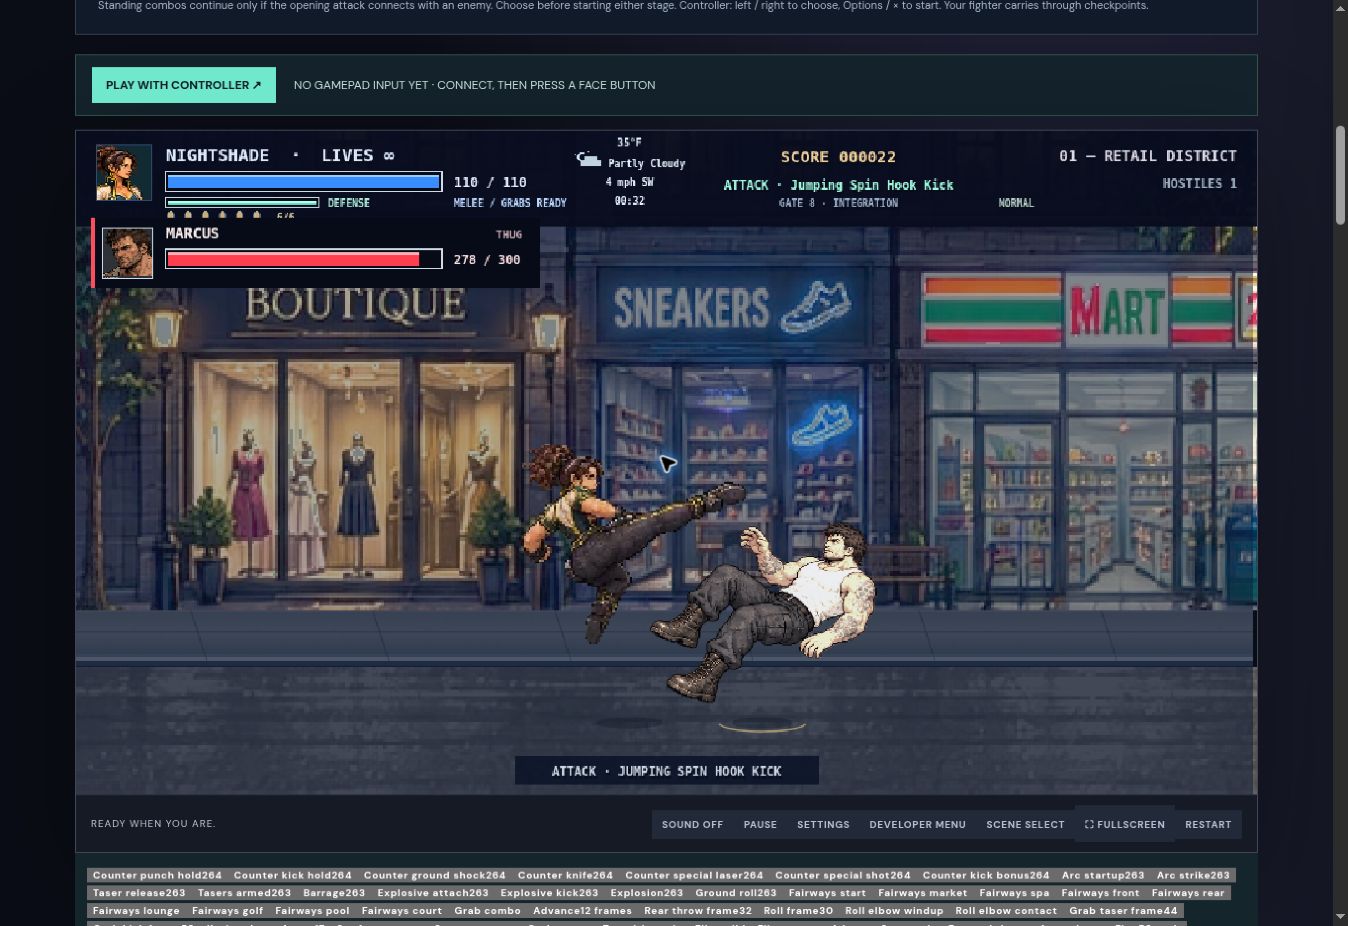 Standing combos continue only if the opening attack connects with an enemy. Choose before starting either stage. Controller: left / right to choose, Options / × to start. Your fighter carries through checkpoints.
PLAY WITH CONTROLLER ↗ NO GAMEPAD INPUT YET · CONNECT, THEN PRESS A FACE BUTTON
NIGHTSHADE · LIVES ∞
110 / 110
DEFENSE MELEE / GRABS READY
6/6
35°F
Partly Cloudy
4 mph SW
00:32
SCORE 000022
ATTACK · Jumping Spin Hook Kick
GATE 8 · INTEGRATION NORMAL
01 — RETAIL DISTRICT
HOSTILES 1
MARCUS THUG
278 / 300
BOUTIQUE
SNEAKERS
MART
ATTACK · JUMPING SPIN HOOK KICK
READY WHEN YOU ARE.
SOUND OFF PAUSE SETTINGS DEVELOPER MENU SCENE SELECT ⛶ FULLSCREEN RESTART
Counter punch hold264 Counter kick hold264 Counter ground shock264 Counter knife264 Counter special laser264 Counter special shot264 Counter kick bonus264 Arc startup263 Arc strike263
Taser release263 Tasers armed263 Barrage263 Explosive attach263 Explosive kick263 Explosion263 Ground roll263 Fairways start Fairways market Fairways spa Fairways front Fairways rear
Fairways lounge Fairways golf Fairways pool Fairways court Grab combo Advance12 frames Rear throw frame32 Roll frame30 Roll elbow windup Roll elbow contact Grab taser frame44